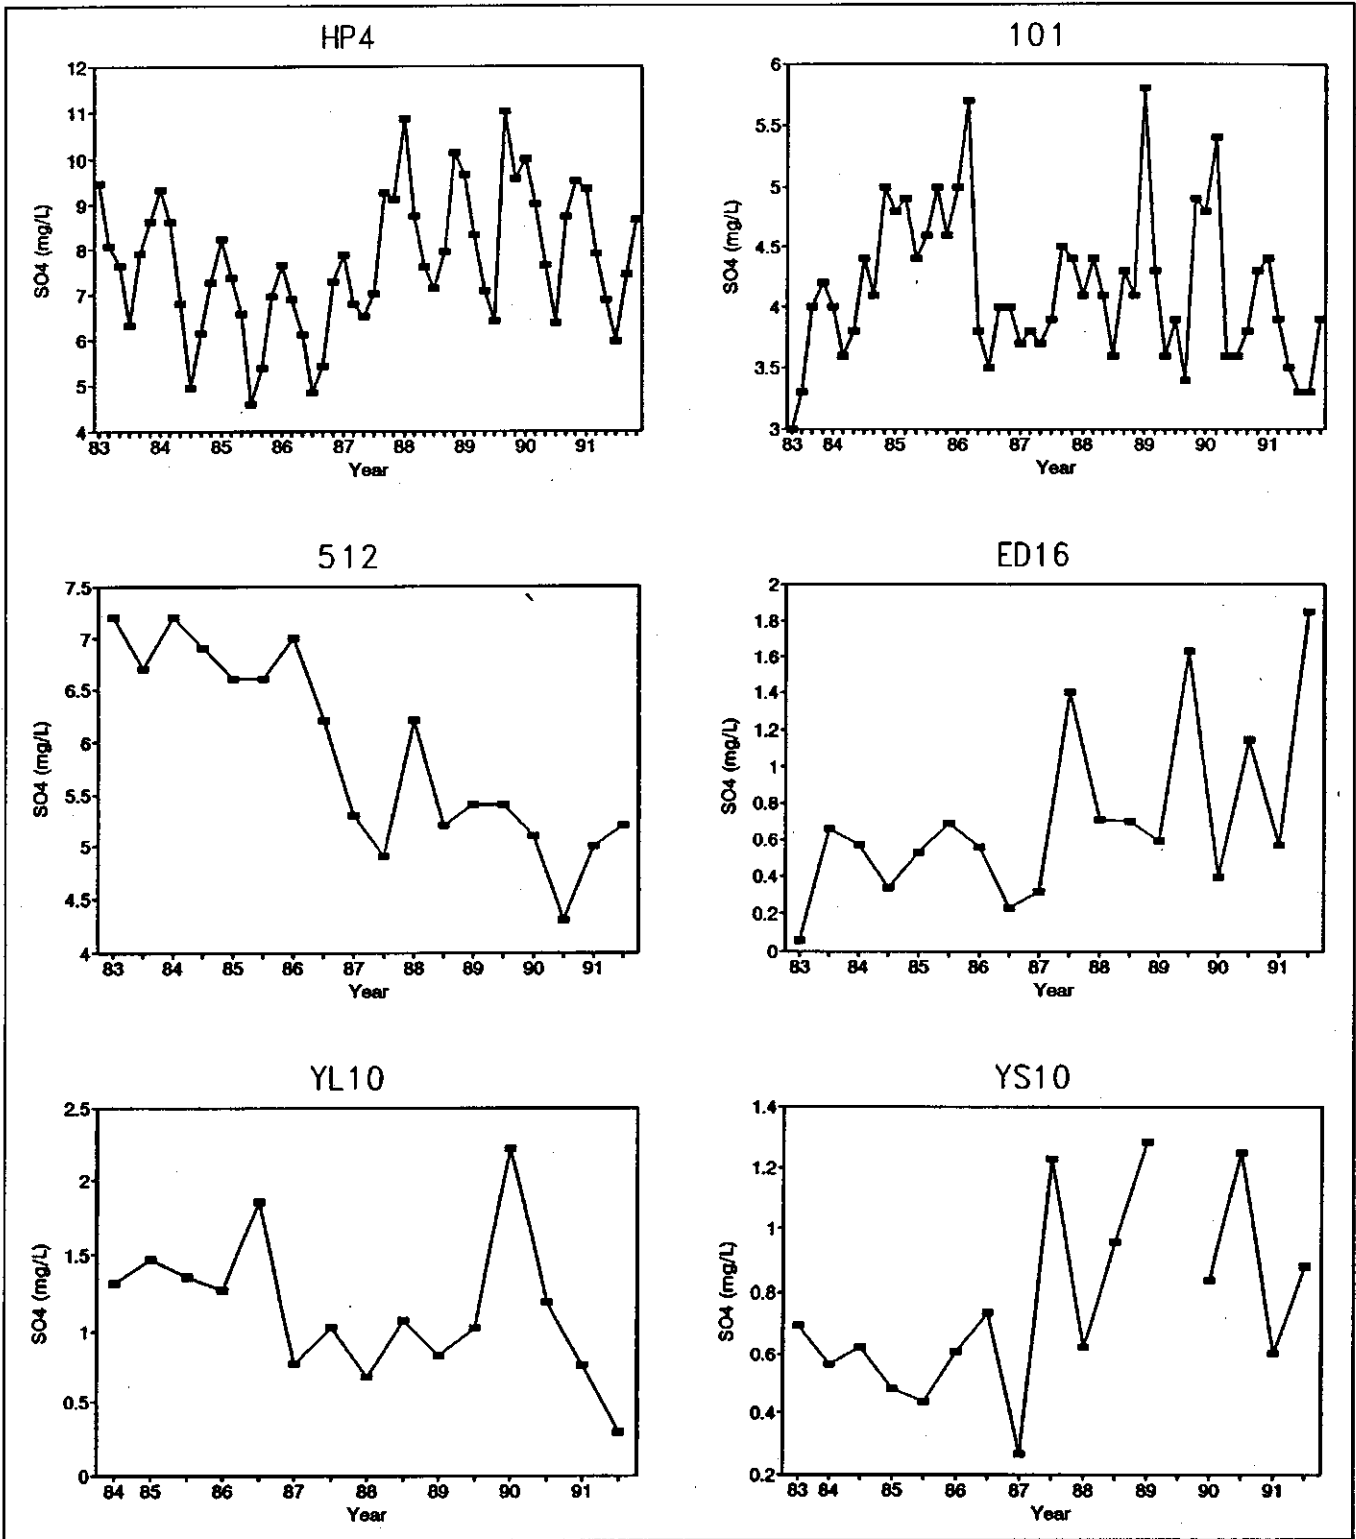 HP4
12
11
10
9
8
7
6
5
4
SO4 (mg/L)
83 84 85 86 87 88 89 90 91
Year
101
6
5.5
5
4.5
4
3.5
3
SO4 (mg/L)
83 84 85 86 87 88 89 90 91
Year
512
7.5
7
6.5
6
5.5
5
4.5
4
SO4 (mg/L)
83 84 85 86 87 88 89 90 91
Year
ED16
2
1.8
1.6
1.4
1.2
1
0.8
0.6
0.4
0.2
0
SO4 (mg/L)
83 84 85 86 87 88 89 90 91
Year
YL10
2.5
2
1.5
1
0.5
0
SO4 (mg/L)
84 85 86 87 88 89 90 91
Year
YS10
1.4
1.2
1
0.8
0.6
0.4
0.2
SO4 (mg/L)
83 84 85 86 87 88 89 90 91
Year